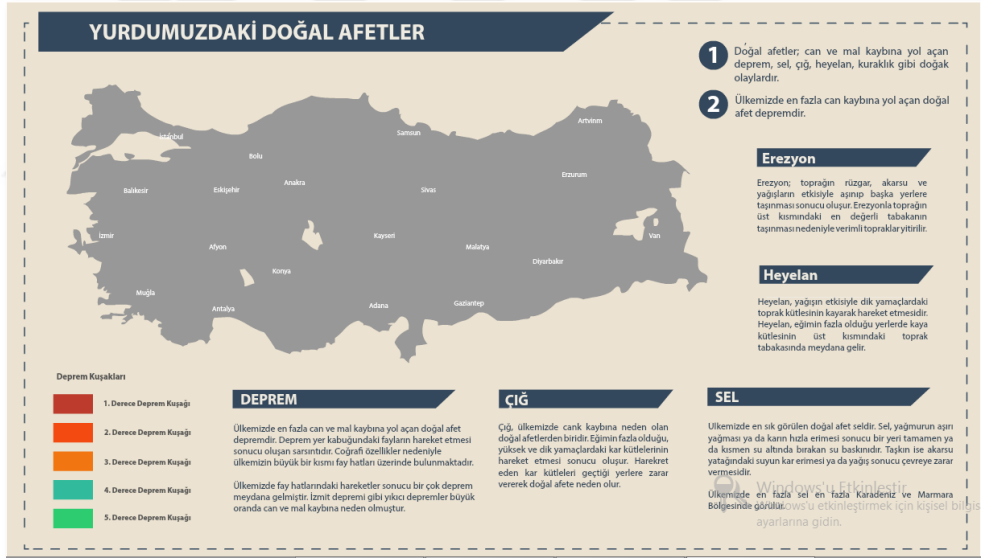 YURDUMUZDAKİ DOĞAL AFETLER
1
Doğal afetler; can ve mal kaybına yol açan
deprem, sel, çığ, heyelan, kuraklık gibi doğak
olaylardır.
2
Ülkemizde en fazla can kaybına yol açan doğal
afet depremdir.
Artvinm
Samsun
İstanbul
Bolu
Erzurum
Anakra
Balıkesir
Eskişehir
Sivas
İzmir
Kayseri
Van
Afyon
Malatya
Diyarbakır
Konya
Muğla
Antalya
Adana
Gaziantep
Erezyon
Erezyon; toprağın rüzgar, akarsu ve
yağışların etkisiyle aşınıp başka yerlere
taşınması sonucu oluşur. Erezyonla toprağın
üst kısmındaki en değerli tabakanın
taşınması nedeniyle verimli topraklar yitirilir.
Heyelan
Heyelan, yağışın etkisiyle dik yamaçlardaki
toprak kütlesinin kayarak hareket etmesidir.
Heyelan, eğimin fazla olduğu yerlerde kaya
kütlesinin üst kısmındaki toprak
tabakasında meydana gelir.
Deprem Kuşakları
1. Derece Deprem Kuşağı
2. Derece Deprem Kuşağı
3. Derece Deprem Kuşağı
4. Derece Deprem Kuşağı
5. Derece Deprem Kuşağı
DEPREM
Ülkemizde en fazla can ve mal kaybına yol açan doğal afet
depremdir. Deprem yer kabuğundaki fayların hareket etmesi
sonucu oluşan sarsıntıdır. Coğrafi özellikler nedeniyle
ülkemizin büyük bir kısmı fay hatları üzerinde bulunmaktadır.
Ülkemizde fay hatlarındaki hareketler sonucu bir çok deprem
meydana gelmiştir. İzmit depremi gibi yıkıcı depremler büyük
oranda can ve mal kaybına neden olmuştur.
ÇIĞ
Çığ, ülkemizde cank kaybına neden olan
doğal afetlerden biridir. Eğimin fazla olduğu,
yüksek ve dik yamaçlardaki kar kütlelerinin
hareket etmesi sonucu oluşur. Harekret
eden kar kütleleri geçtiği yerlere zarar
vererek doğal afete neden olur.
SEL
Ulkemizde en sık görülen doğal afet seldir. Sel, yağmurun aşırı
yağması ya da karın hızla erimesi sonucu bir yeri tamamen ya
da kısmen su altında bırakan su baskınıdır. Taşkın ise akarsu
yatağındaki suyun kar erimesi ya da yağış sonucu çevreye zarar
vermesidir.
Ülkemizde en fazla sel en fazla Karadeniz ve Marmara
Bölgesinde görülür.
Windows'u Etkinleştir
Windows'u etkinleştirmek için kişisel bilgis
ayarlarına gidin.